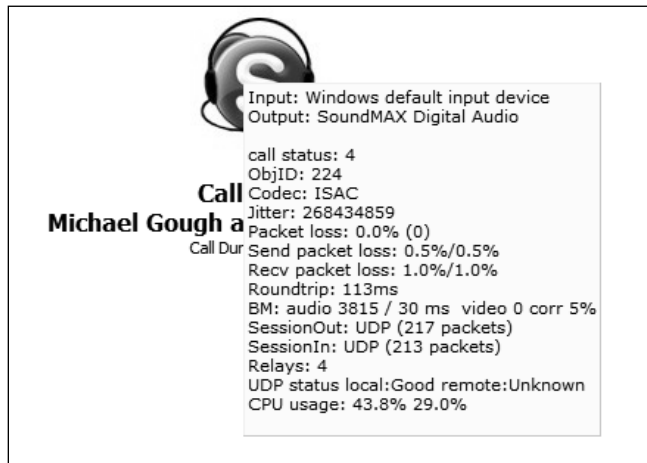 Input: Windows default input device
Output: SoundMAX Digital Audio
call status: 4
ObjID: 224
Codec: ISAC
Jitter: 268434859
Packet loss: 0.0% (0)
Send packet loss: 0.5%/0.5%
Recv packet loss: 1.0%/1.0%
Roundtrip: 113ms
BM: audio 3815 / 30 ms video 0 corr 5%
SessionOut: UDP (217 packets)
SessionIn: UDP (213 packets)
Relays: 4
UDP status local:Good remote:Unknown
CPU usage: 43.8% 29.0%
Call
Michael Gough a
Call Dur